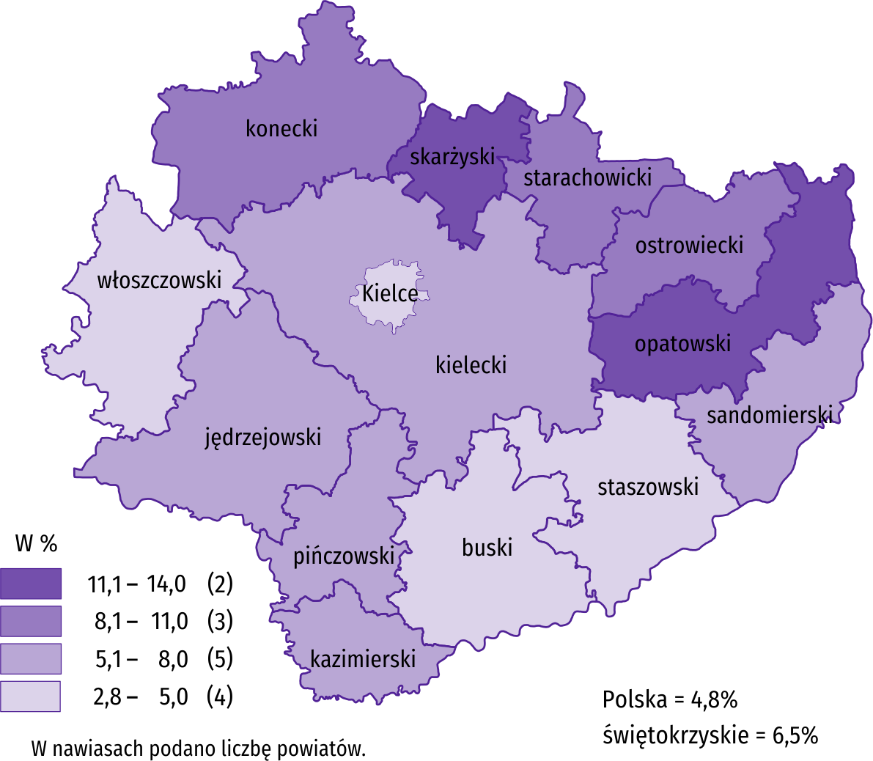 konecki
skarżyski
starachowicki
ostrowiecki
włoszczowski
Kielce
opatowski
kielecki
sandomierski
jędrzejowski
staszowski
buski
pińczowski
kazimierski
W %
11,1 – 14,0 (2)
8,1 – 11,0 (3)
5,1 – 8,0 (5)
2,8 – 5,0 (4)
Polska = 4,8%
świętokrzyskie = 6,5%
W nawiasach podano liczbę powiatów.